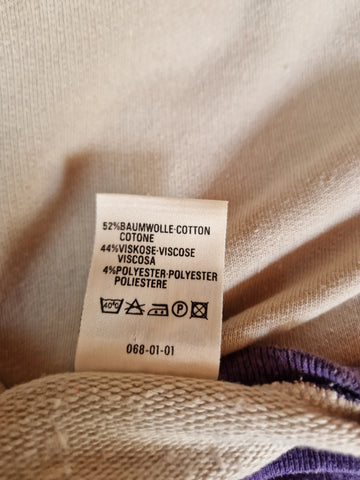 52%BAUMWOLLE·COTTON
COTONE
44%VISKOSE·VISCOSE
VISCOSA
4%POLYESTER·POLYESTER
POLIESTERE
40°C P
068-01-01